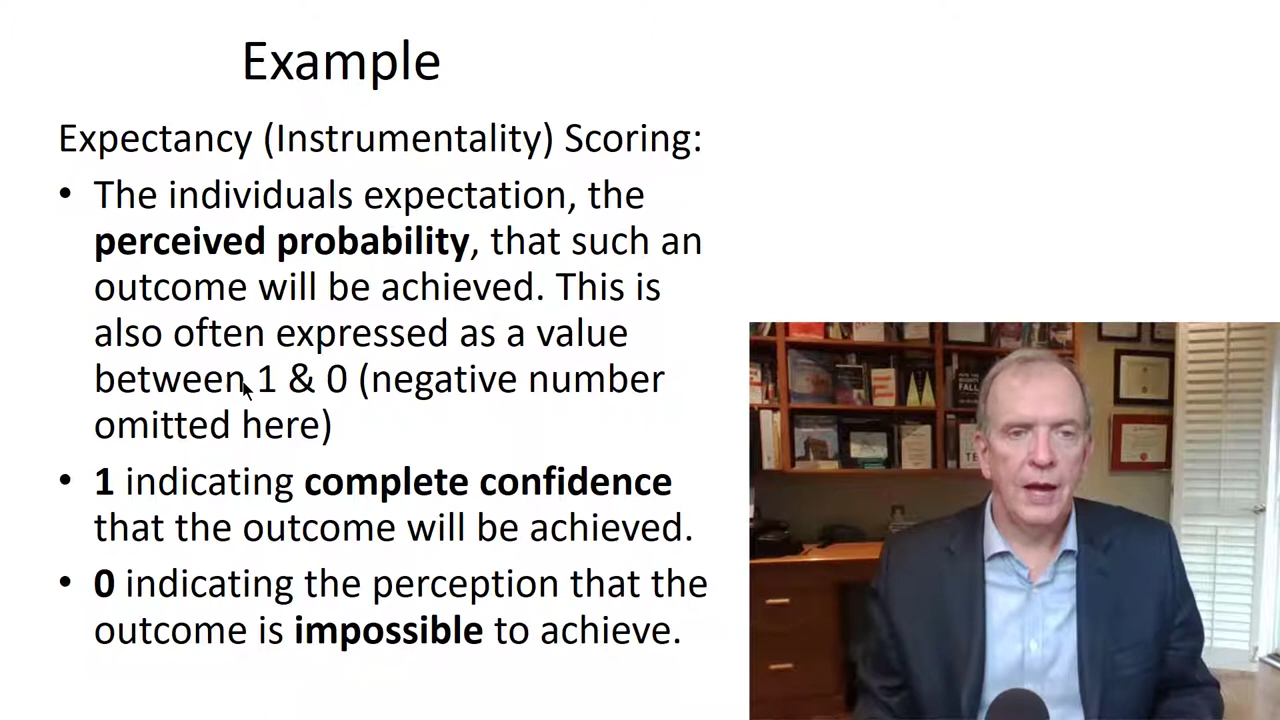 Example
Expectancy (Instrumentality) Scoring:
• The individuals expectation, the
perceived probability, that such an
outcome will be achieved. This is
also often expressed as a value
between 1 & 0 (negative number
omitted here)
• 1 indicating complete confidence
that the outcome will be achieved.
• 0 indicating the perception that the
outcome is impossible to achieve.